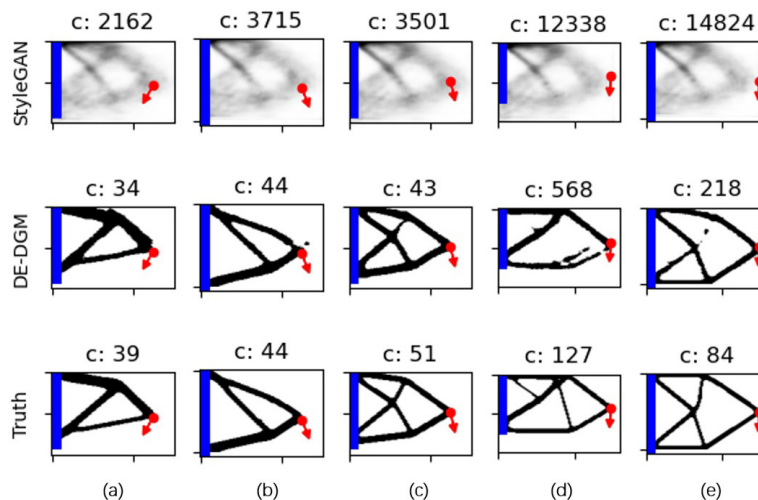 c: 2162 c: 3715 c: 3501 c: 12338 c: 14824
StyleGAN
c: 34 c: 44 c: 43 c: 568 c: 218
DE-DGM
c: 39 c: 44 c: 51 c: 127 c: 84
Truth
(a) (b) (c) (d) (e)